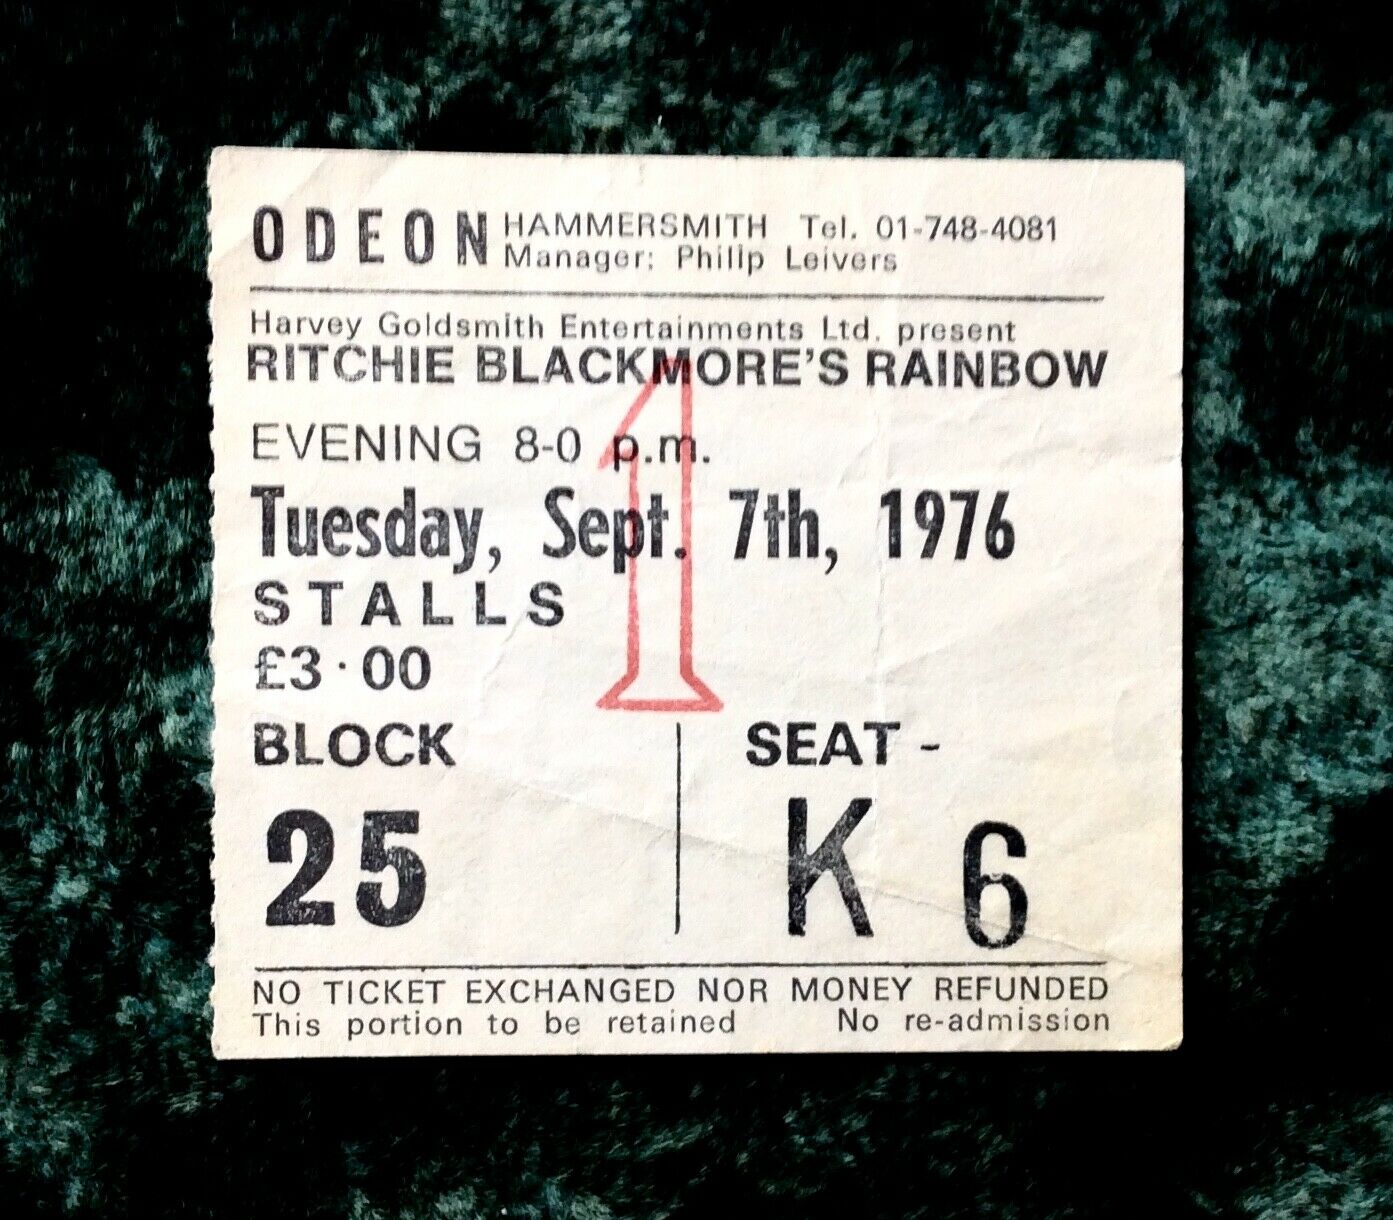 ODEON HAMMERSMITH Tel. 01-748-4081
Manager: Philip Leivers
Harvey Goldsmith Entertainments Ltd. present
RITCHIE BLACKMORE'S RAINBOW
EVENING 8-0 p.m.
1
Tuesday, Sept. 7th, 1976
STALLS
£3·00
BLOCK SEAT -
25 K 6
NO TICKET EXCHANGED NOR MONEY REFUNDED
This portion to be retained No re-admission